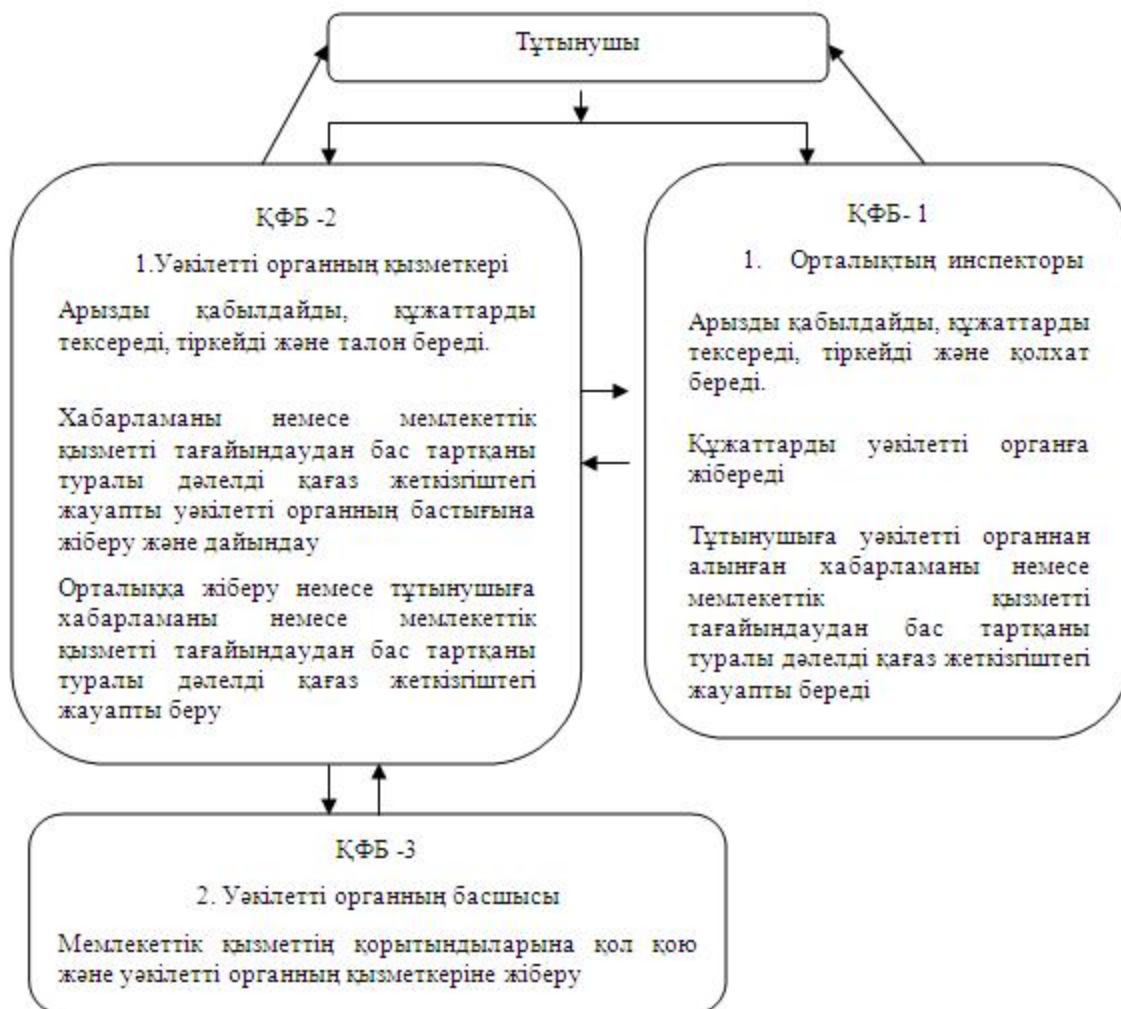 Тұтынушы
ҚФБ -2
1.Уәкілетті органның қызметкері
Арызды қабылдайды, құжаттарды
тексереді, тіркейді және талон береді.
Хабарламаны немесе мемлекеттік
қызметті тағайындаудан бас тартқаны
туралы дәлелді қағаз жеткізгіштегі
жауапты уәкілетті органның бастығына
жіберу және дайындау
Орталыққа жіберу немесе тұтынушыға
хабарламаны немесе мемлекеттік
қызметті тағайындаудан бас тартқаны
туралы дәлелді қағаз жеткізгіштегі
жауапты беру
ҚФБ- 1
1. Орталықтың инспекторы
Арызды қабылдайды, құжаттарды
тексереді, тіркейді және қолхат
береді.
Құжаттарды уәкілетті органға
жібереді
Тұтынушыға уәкілетті органнан
алынған хабарламаны немесе
мемлекеттік қызметті
тағайындаудан бас тартқаны
туралы дәлелді қағаз жеткізгіштегі
жауапты береді
ҚФБ -3
2. Уәкілетті органның басшысы
Мемлекеттік қызметтің қорытындыларына қол қою
және уәкілетті органның қызметкеріне жіберу